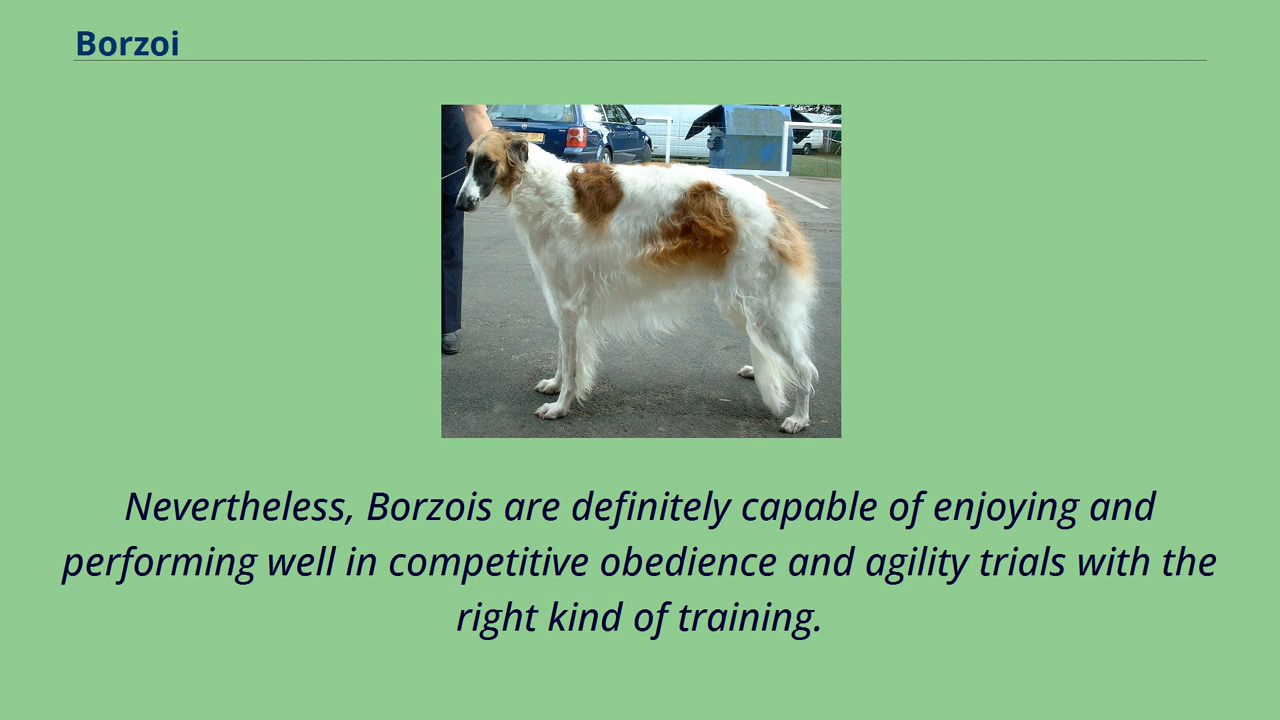 Borzoi
Nevertheless, Borzois are definitely capable of enjoying and
performing well in competitive obedience and agility trials with the
right kind of training.